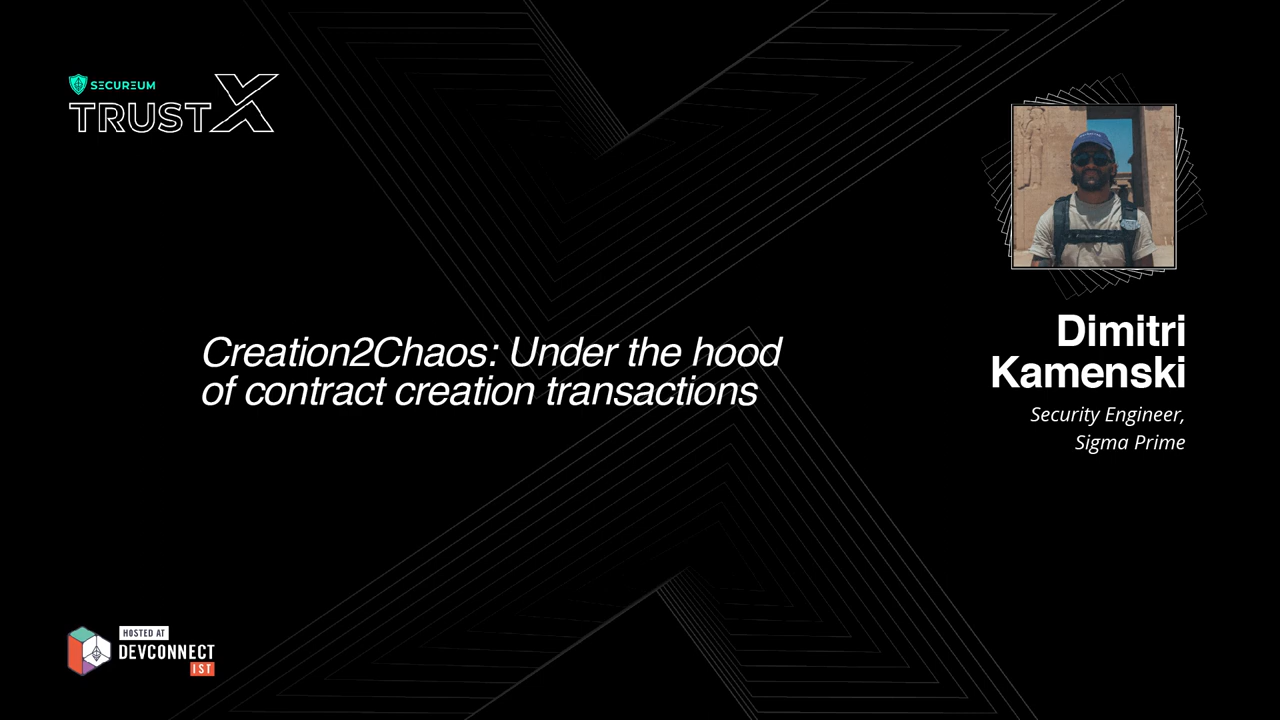 SECUREUM
TRUSTX
Creation2Chaos: Under the hood
of contract creation transactions
Dimitri
Kamenski
Security Engineer,
Sigma Prime
HOSTED AT
DEVCONNECT
IST